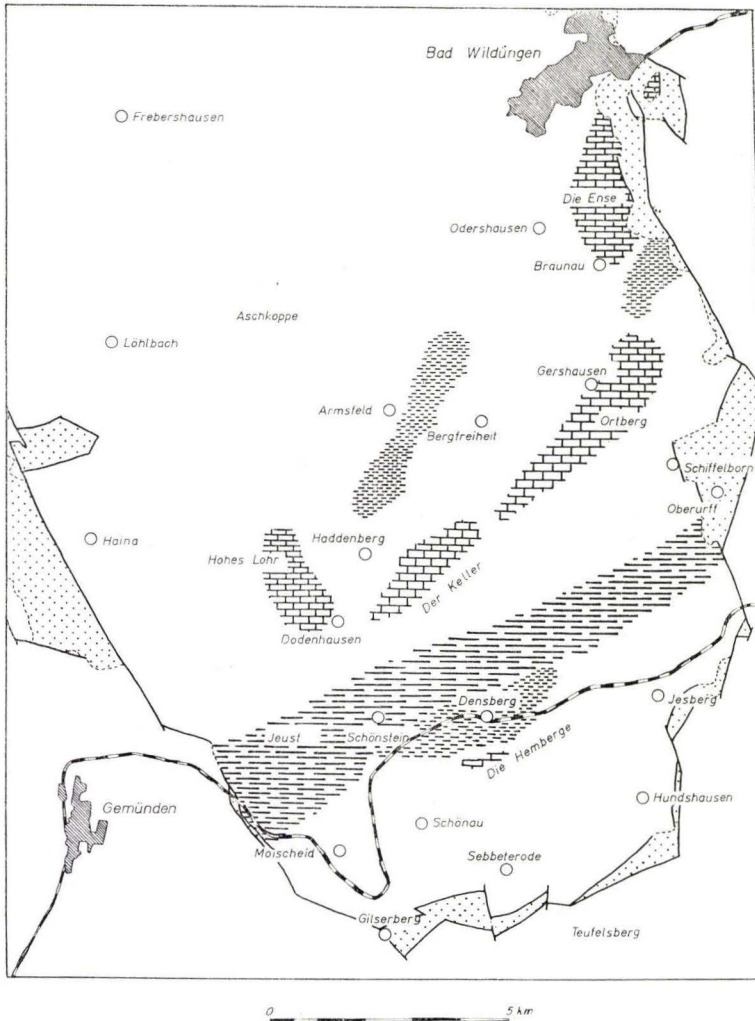 Bad Wildüngen
Frebershausen
Die Ense
Odershausen
Braunau
Aschkoppe
Löhlbach
Gershausen
Armsfeld
Ortberg
Bergfreiheit
Schiffelborn
Oberurff
Haina
Haddenberg
Hohes Lohr
Der Keller
Dodenhausen
Jesberg
Densberg
Jeust
Schönstein
Die Hemberge
Hundshausen
Gemünden
Schönau
Moischeid
Sebbeterode
Gilserberg
Teufelsberg
0 5 km